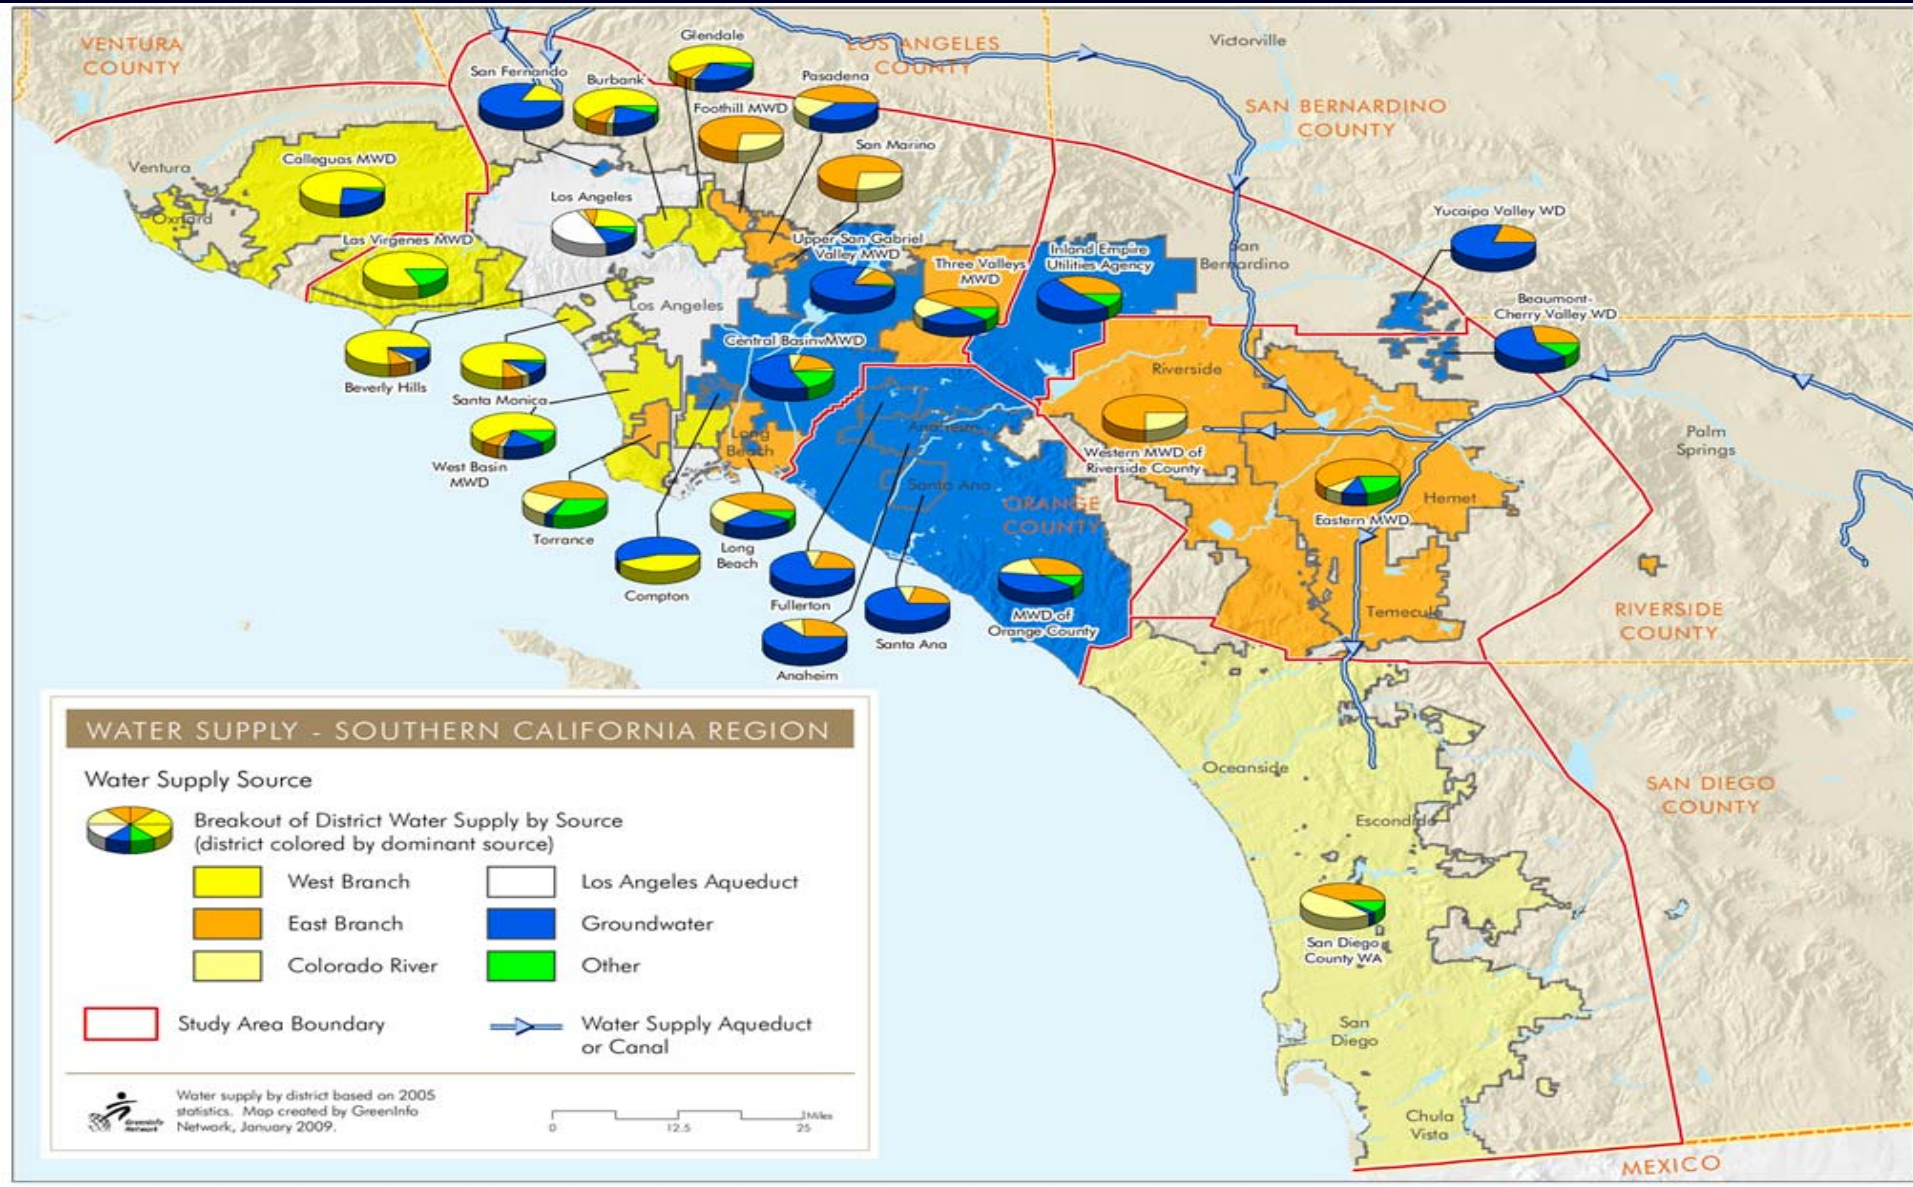 VENTURA
COUNTY
LOS ANGELES
COUNTY
Victorville
SAN BERNARDINO
COUNTY
Glendale
San Fernando
Burbank
Pasadena
Foothill MWD
San Marino
Ventura
Calleguas MWD
Oxnard
Los Angeles
Las Virgenes MWD
Upper San Gabriel
Valley MWD
Three Valleys
MWD
Inland Empire
Utilities Agency
San
Bernardino
Yucaipa Valley WD
Beaumont-
Cherry Valley WD
Los Angeles
Central Basin MWD
Beverly Hills
Santa Monica
Riverside
West Basin
MWD
Long
Beach
Anaheim
Santa Ana
Western MWD of
Riverside County
Palm
Springs
ORANGE
COUNTY
Hemet
Eastern MWD
Torrance
Long
Beach
Compton
Fullerton
Anaheim
Santa Ana
MWD of
Orange County
Temecula
RIVERSIDE
COUNTY
Oceanside
Escondido
SAN DIEGO
COUNTY
San Diego
County WA
San
Diego
Chula
Vista
MEXICO
WATER SUPPLY - SOUTHERN CALIFORNIA REGION
Water Supply Source
Breakout of District Water Supply by Source
(district colored by dominant source)
West Branch
Los Angeles Aqueduct
East Branch
Groundwater
Colorado River
Other
Study Area Boundary
Water Supply Aqueduct
or Canal
GreenInfo
Network
Water supply by district based on 2005
statistics. Map created by GreenInfo
Network, January 2009.
Miles
0 12.5 25